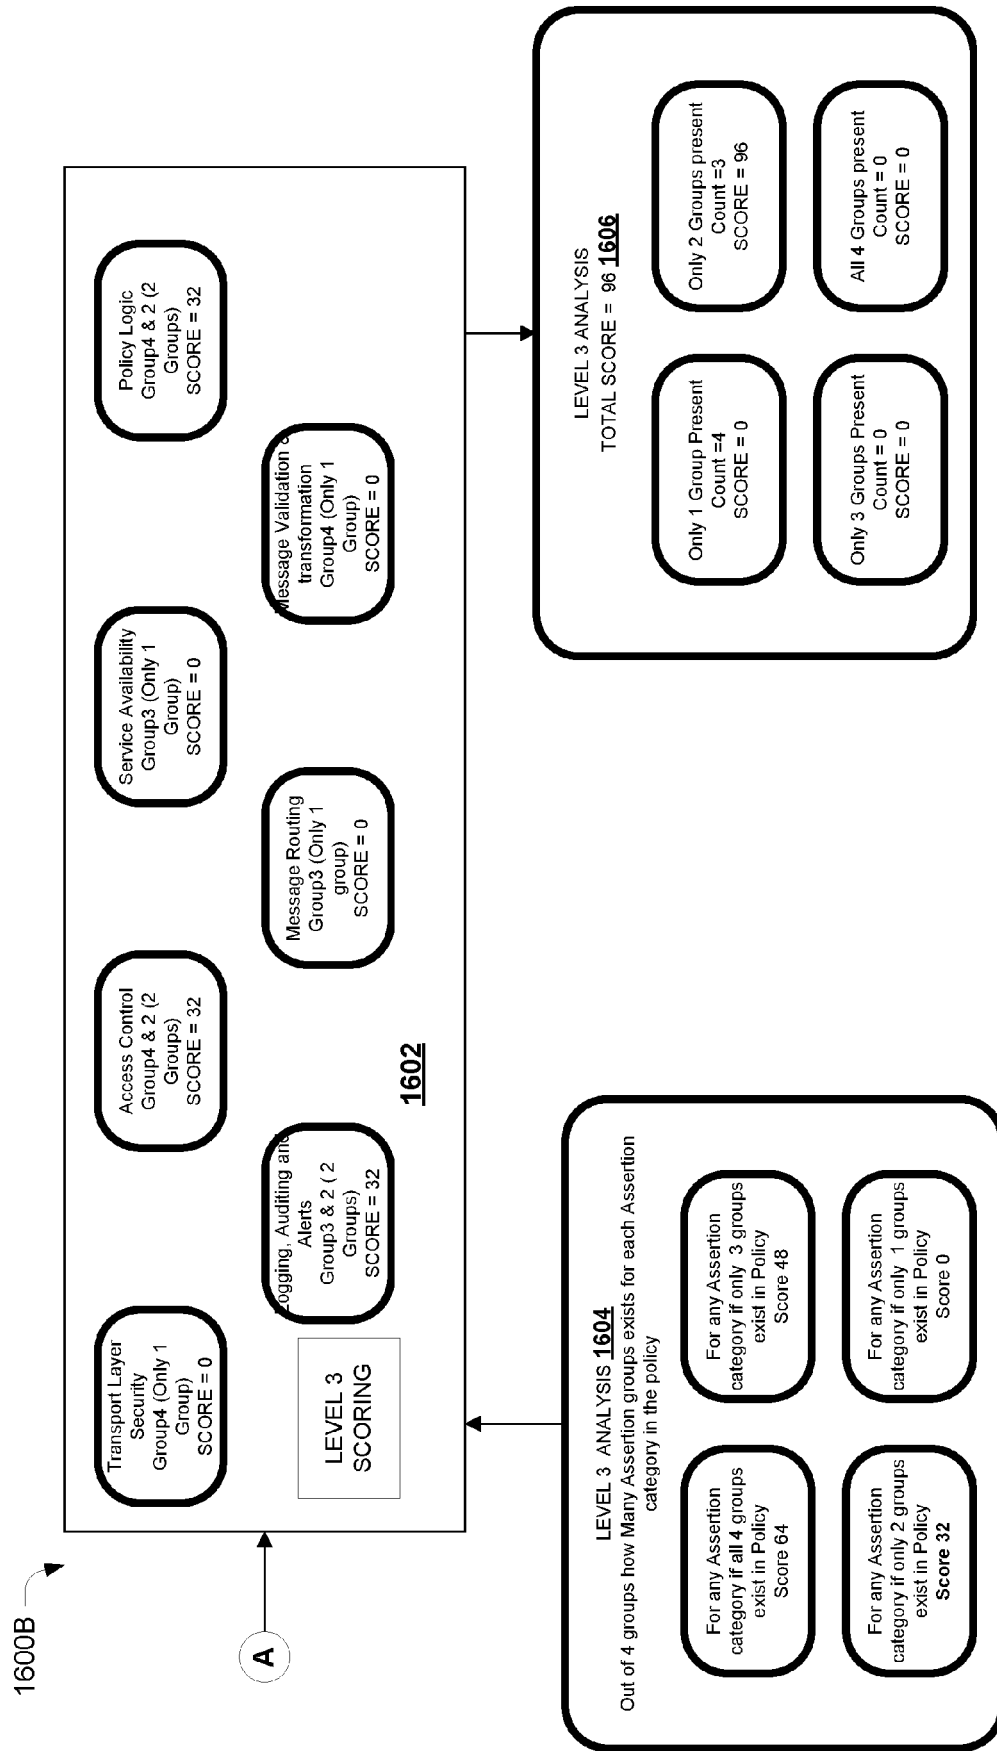 1600B
A
Transport Layer
Security
Group4 (Only 1
Group)
SCORE = 0
Access Control
Group4 & 2 (2
Groups)
SCORE = 32
Service Availability
Group3 (Only 1
Group)
SCORE = 0
Policy Logic
Group4 & 2 (2
Groups)
SCORE = 32
LEVEL 3
SCORING
Logging, Auditing and
Alerts
Group3 & 2 ( 2
Groups)
SCORE = 32
Message Routing
Group3 (Only 1
group)
SCORE = 0
Message Validation &
transformation
Group4 (Only 1
Group)
SCORE = 0
1602
LEVEL 3 ANALYSIS 1604
Out of 4 groups how Many Assertion groups exists for each Assertion
category in the policy
For any Assertion
category if all 4 groups
exist in Policy
Score 64
For any Assertion
category if only 3 groups
exist in Policy
Score 48
For any Assertion
category if only 2 groups
exist in Policy
Score 32
For any Assertion
category if only 1 groups
exist in Policy
Score 0
LEVEL 3 ANALYSIS
TOTAL SCORE = 96 1606
Only 1 Group Present
Count =4
SCORE = 0
Only 2 Groups present
Count =3
SCORE = 96
Only 3 Groups Present
Count = 0
SCORE = 0
All 4 Groups present
Count = 0
SCORE = 0